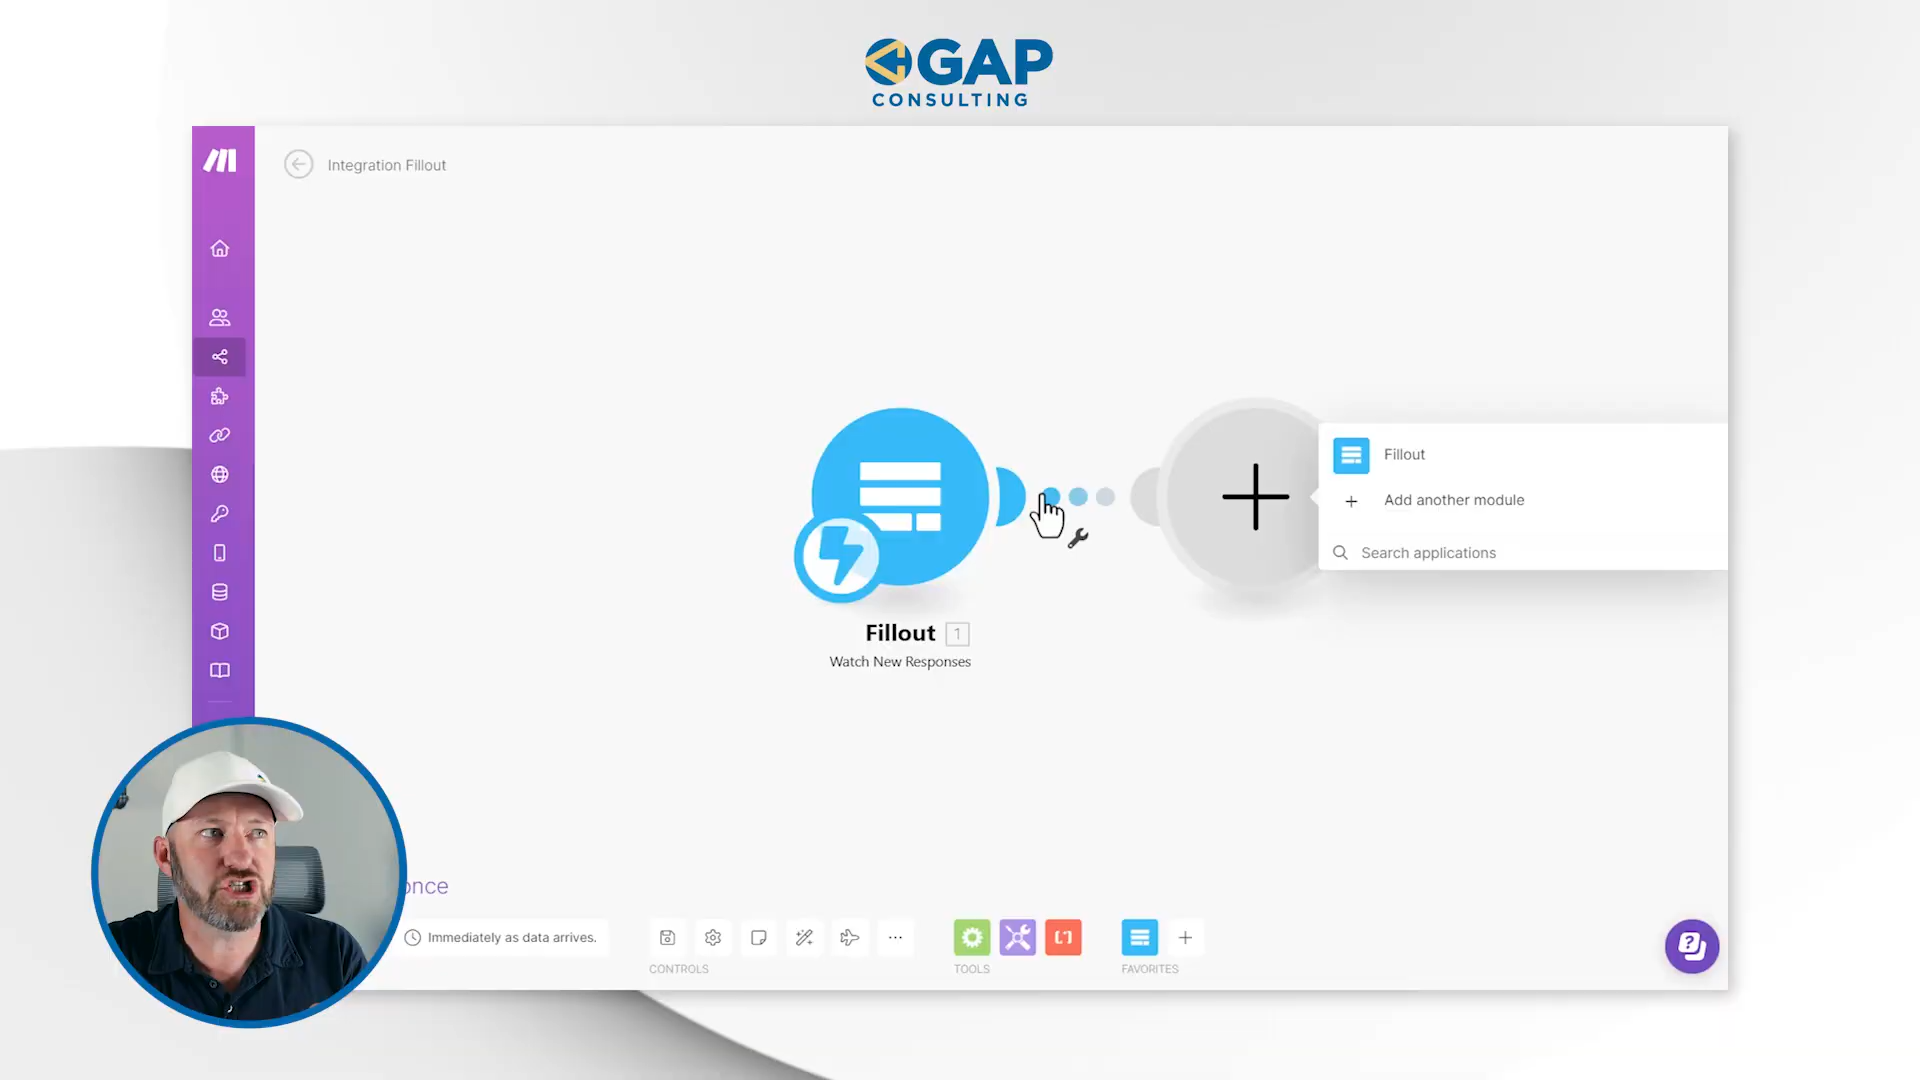 GAP
CONSULTING
Integration Fillout
Fillout
Add another module
Search applications
Fillout 1
Watch New Responses
once
Immediately as data arrives.
CONTROLS
TOOLS
FAVORITES